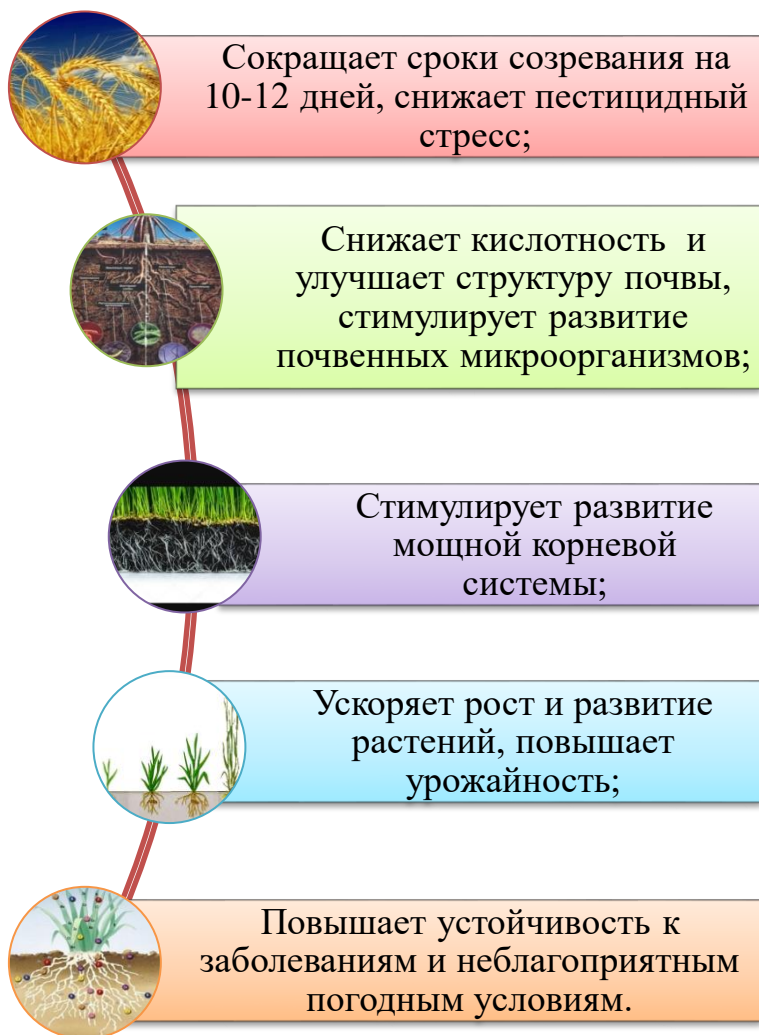 Сокращает сроки созревания на
10-12 дней, снижает пестицидный
стресс;
Снижает кислотность и
улучшает структуру почвы,
стимулирует развитие
почвенных микроорганизмов;
Стимулирует развитие
мощной корневой
системы;
Ускоряет рост и развитие
растений, повышает
урожайность;
Повышает устойчивость к
заболеваниям и неблагоприятным
погодным условиям.